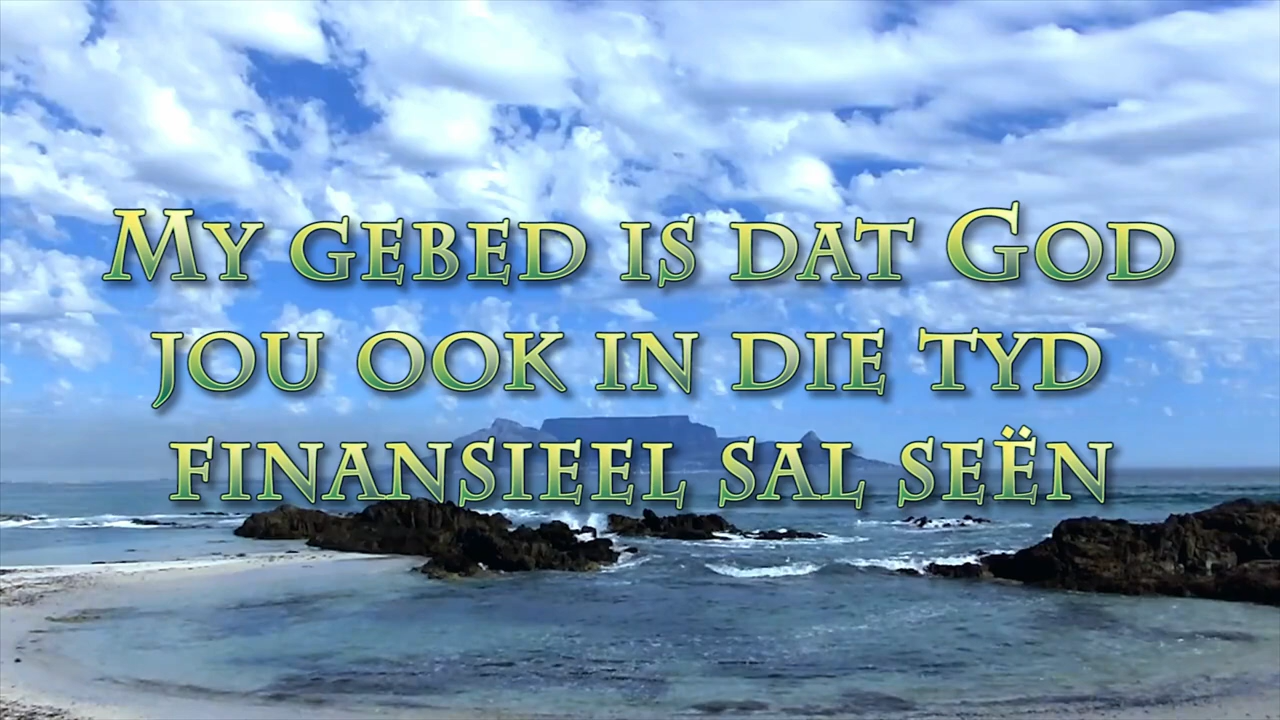 My gebed is dat God
jou ook in die tyd
finansieel sal seën